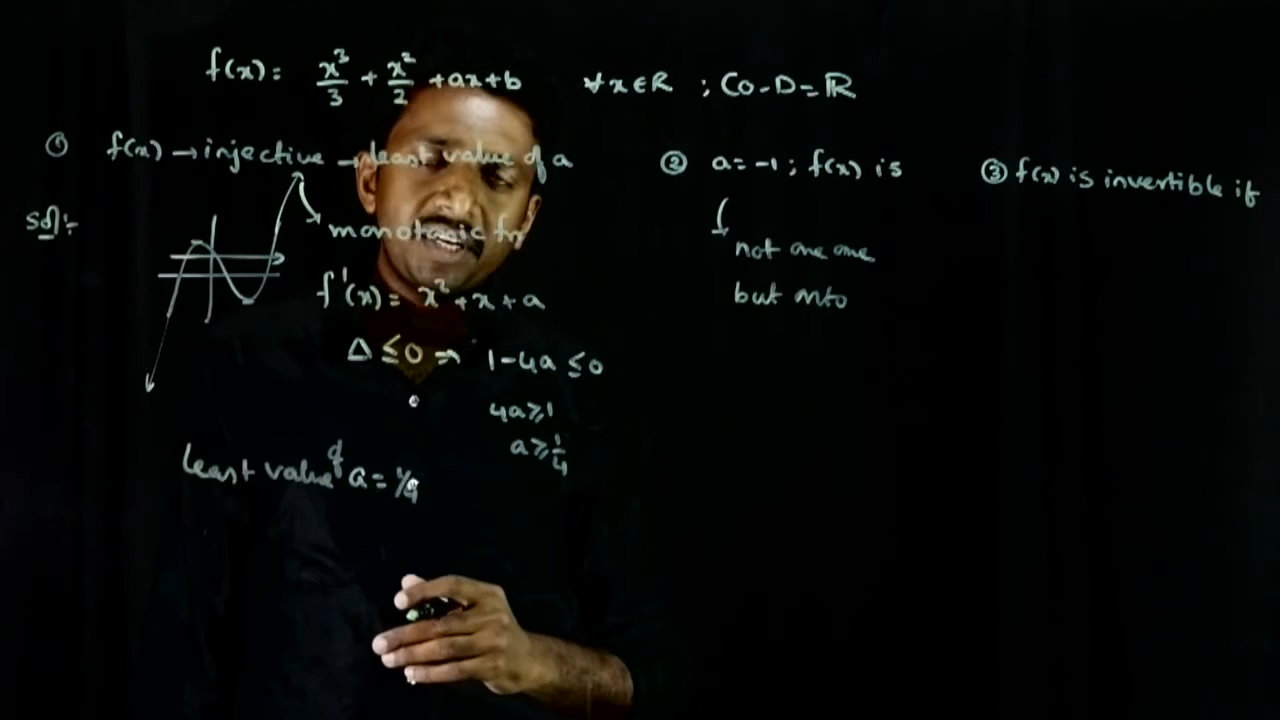 f(x) = x³/3 + x²/2 + ax + b ∀ x ∈ R ; Co-D = ℝ
① f(x) → injective → least value of a
Sol:-
monotonic fn
f'(x) = x² + x + a
Δ ≤ 0 ⇒ 1-4a ≤ 0
4a ≥ 1
a ≥ 1/4
least value of a = 1/4
② a = -1 ; f(x) is
not one one
but onto
③ f(x) is invertible if